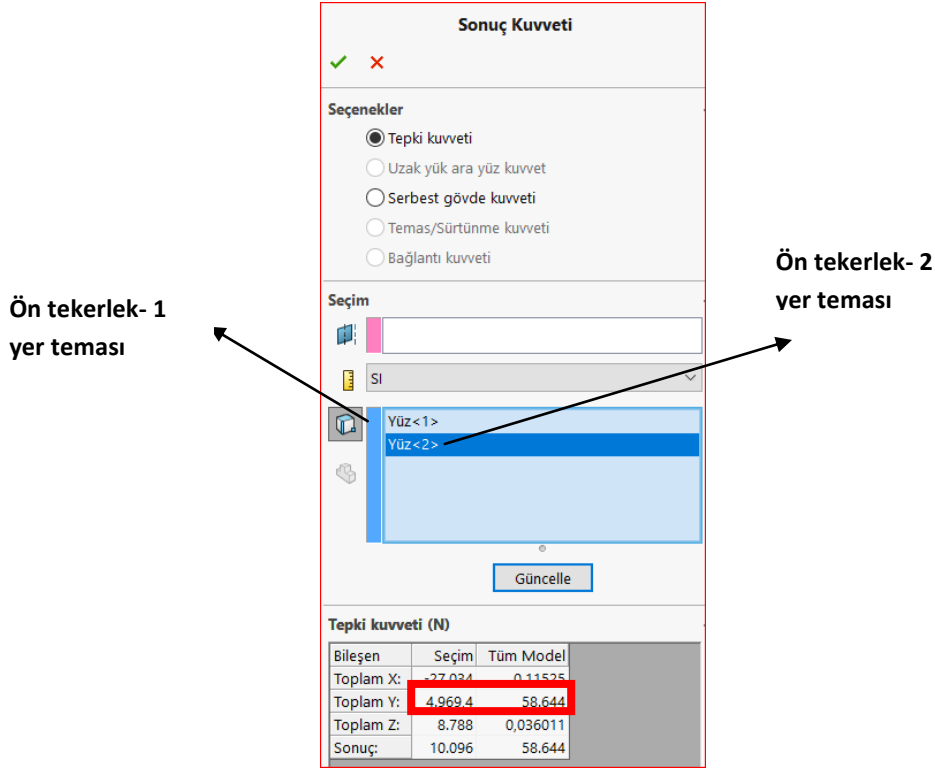 Sonuç Kuvveti
Seçenekler
Tepki kuvveti
Uzak yük ara yüz kuvvet
Serbest gövde kuvveti
Temas/Sürtünme kuvveti
Bağlantı kuvveti
Ön tekerlek- 2
yer teması
Ön tekerlek- 1
yer teması
Seçim
SI
Yüz<1>
Yüz<2>
Güncelle
Tepki kuvveti (N)
Bileşen Seçim Tüm Model
Toplam X: -27.034 0,11525
Toplam Y: 4.969,4 58.644
Toplam Z: 8.788 0,036011
Sonuç: 10.096 58.644